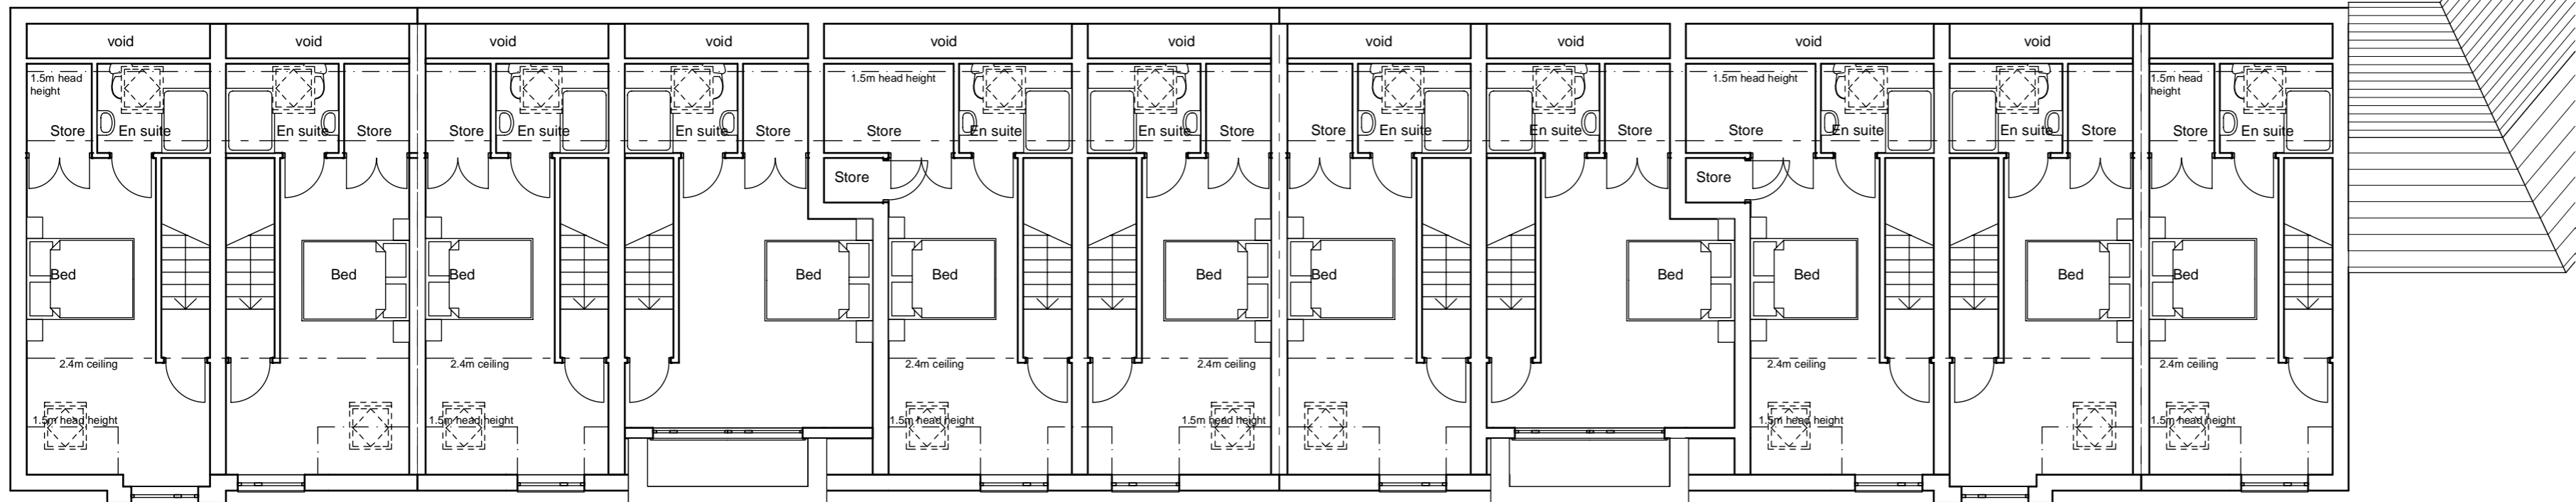 void
void
void
void
void
void
void
void
void
void
1.5m head
height
1.5m head height
1.5m head height
1.5m head
height
Store
En suite
Store
Store
En suite
En suite
Store
Store
En suite
Store
Store
En suite
En suite
Store
Store
En suite
En suite
Store
Store
En suite
Store
Store
Bed
Bed
Bed
Bed
Bed
Bed
Bed
Bed
Bed
Bed
Bed
2.4m ceiling
2.4m ceiling
2.4m ceiling
2.4m ceiling
2.4m ceiling
2.4m ceiling
1.5m head height
1.5m head height
1.5m head height
1.5m head height
1.5m head height
1.5m head height